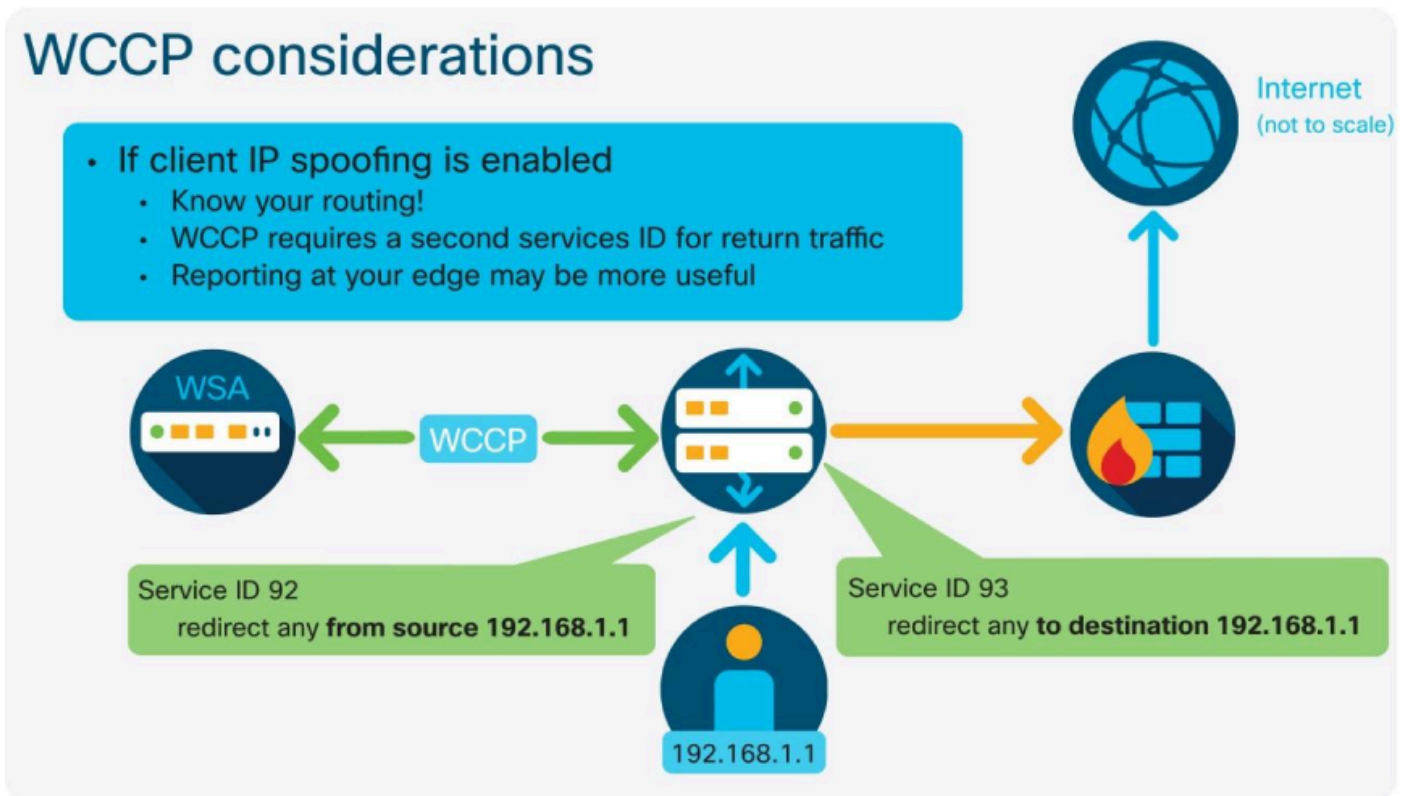 WCCP considerations
Internet
(not to scale)
• If client IP spoofing is enabled
• Know your routing!
• WCCP requires a second services ID for return traffic
• Reporting at your edge may be more useful
WSA
WCCP
Service ID 92
redirect any from source 192.168.1.1
Service ID 93
redirect any to destination 192.168.1.1
192.168.1.1